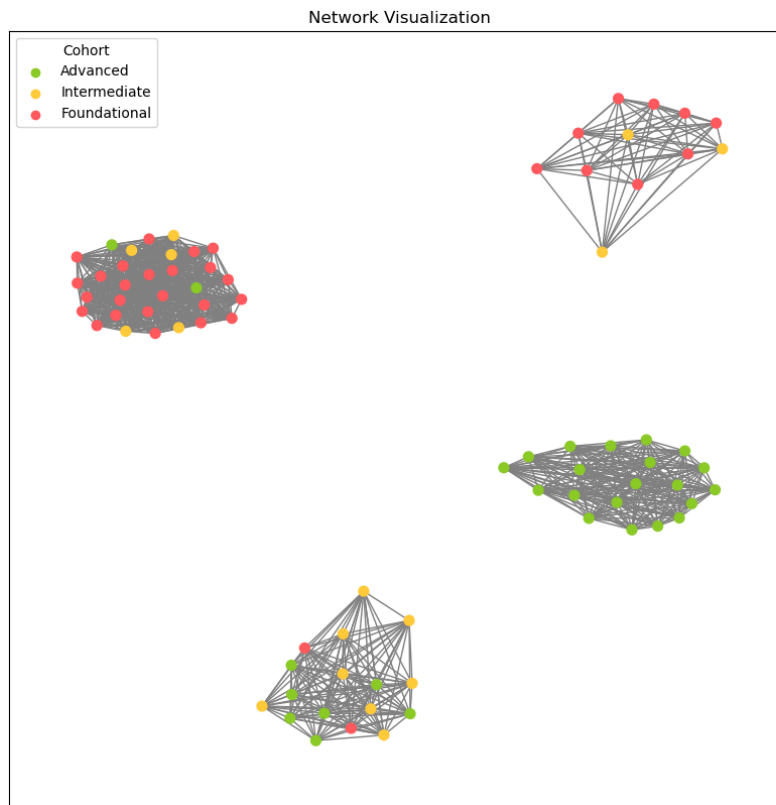 Network Visualization
Cohort
Advanced
Intermediate
Foundational